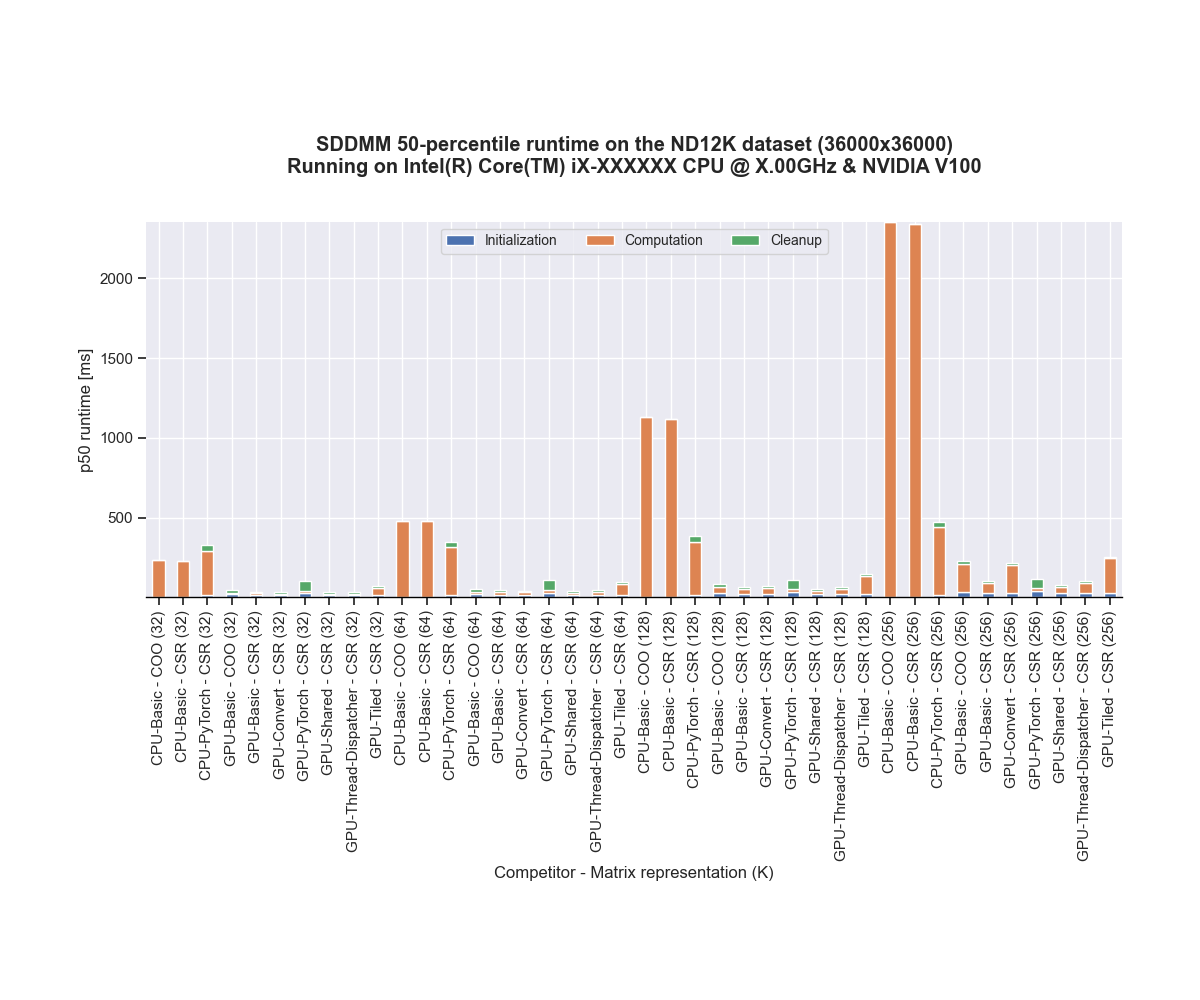 SDDMM 50-percentile runtime on the ND12K dataset (36000x36000)
Running on Intel(R) Core(TM) iX-XXXXXX CPU @ X.00GHz & NVIDIA V100
Initialization
Computation
Cleanup
p50 runtime [ms]
2000
1500
1000
500
CPU-Basic - COO (32)
CPU-Basic - CSR (32)
CPU-PyTorch - CSR (32)
GPU-Basic - COO (32)
GPU-Basic - CSR (32)
GPU-Convert - CSR (32)
GPU-PyTorch - CSR (32)
GPU-Shared - CSR (32)
GPU-Thread-Dispatcher - CSR (32)
GPU-Tiled - CSR (32)
CPU-Basic - COO (64)
CPU-Basic - CSR (64)
CPU-PyTorch - CSR (64)
GPU-Basic - COO (64)
GPU-Basic - CSR (64)
GPU-Convert - CSR (64)
GPU-PyTorch - CSR (64)
GPU-Shared - CSR (64)
GPU-Thread-Dispatcher - CSR (64)
GPU-Tiled - CSR (64)
CPU-Basic - COO (128)
CPU-Basic - CSR (128)
CPU-PyTorch - CSR (128)
GPU-Basic - COO (128)
GPU-Basic - CSR (128)
GPU-Convert - CSR (128)
GPU-PyTorch - CSR (128)
GPU-Shared - CSR (128)
GPU-Thread-Dispatcher - CSR (128)
GPU-Tiled - CSR (128)
CPU-Basic - COO (256)
CPU-Basic - CSR (256)
CPU-PyTorch - CSR (256)
GPU-Basic - COO (256)
GPU-Basic - CSR (256)
GPU-Convert - CSR (256)
GPU-PyTorch - CSR (256)
GPU-Shared - CSR (256)
GPU-Thread-Dispatcher - CSR (256)
GPU-Tiled - CSR (256)
Competitor - Matrix representation (K)